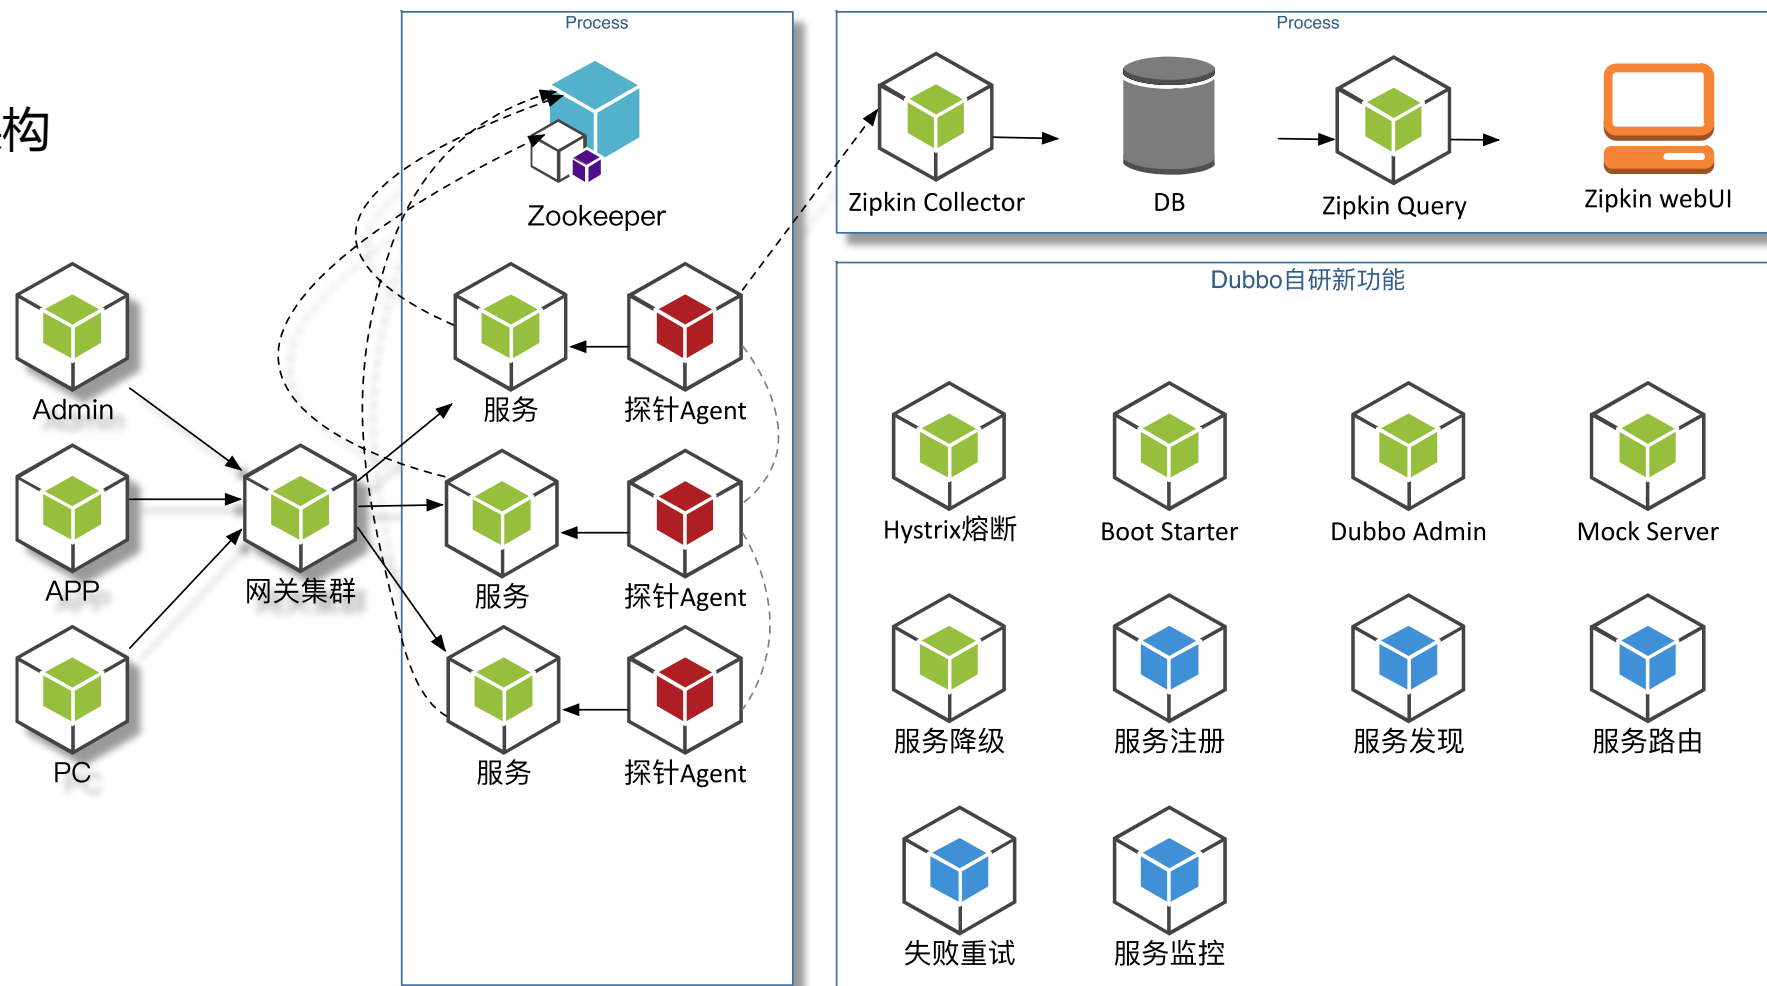 构
Process
Zookeeper
Process
Zipkin Collector
DB
Zipkin Query
Zipkin webUI
Admin
APP
PC
网关集群
服务
探针Agent
服务
探针Agent
服务
探针Agent
Dubbo自研新功能
Hystrix熔断
Boot Starter
Dubbo Admin
Mock Server
服务降级
服务注册
服务发现
服务路由
失败重试
服务监控